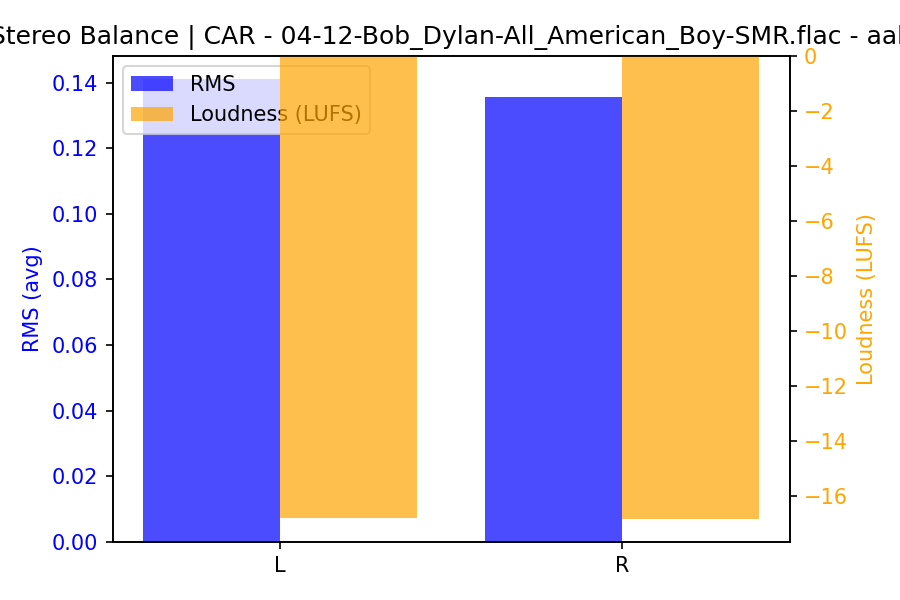 Stereo Balance | CAR - 04-12-Bob_Dylan-All_American_Boy-SMR.flac - aal
RMS
Loudness (LUFS)
RMS (avg)
0.14
0.12
0.10
0.08
0.06
0.04
0.02
0.00
L
R
0
−2
−4
−6
−8
−10
−12
−14
−16
Loudness (LUFS)